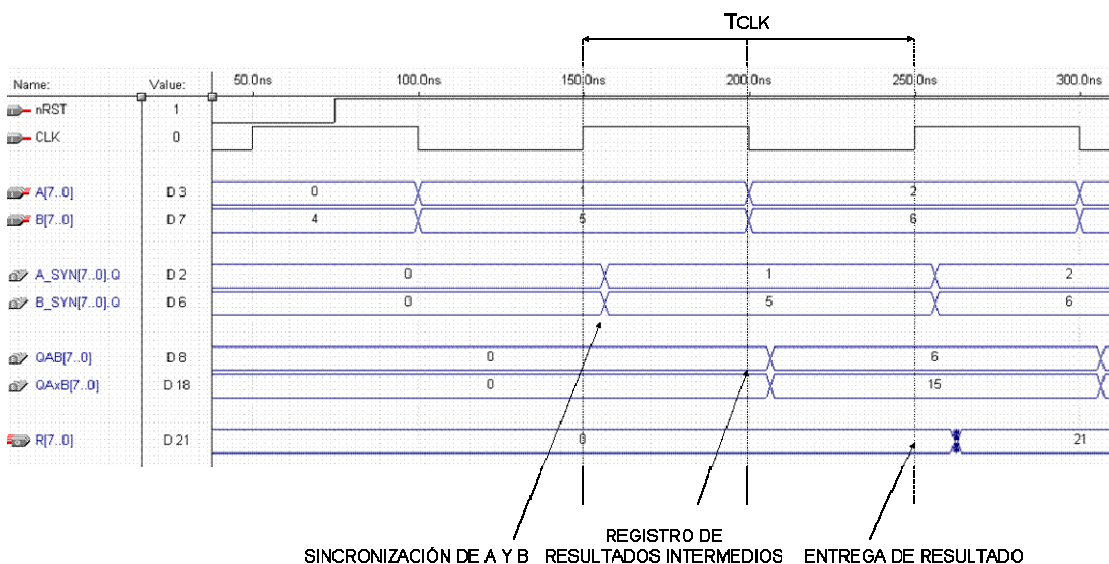 TCLK
Name: Value: 50.0ns 100.0ns 150.0ns 200.0ns 250.0ns 300.0ns
nRST 1
CLK 0
A[7..0] D 3 0 1 2
B[7..0] D 7 4 5 6
A_SYN[7..0].Q D 2 0 1 2
B_SYN[7..0].Q D 6 0 5 6
QAB[7..0] D 8 0 6
QAxB[7..0] D 18 0 15
R[7..0] D 21 0 21
REGISTRO DE
SINCRONIZACIÓN DE A Y B RESULTADOS INTERMEDIOS ENTREGA DE RESULTADO